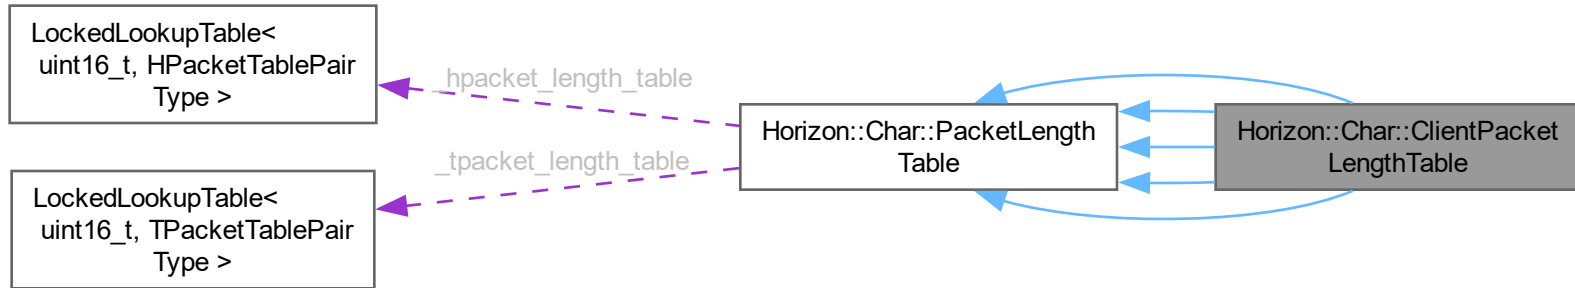 LockedLookupTable<
uint16_t, HPacketTablePair
Type >
_hpacket_length_table
Horizon::Char::PacketLength
Table
Horizon::Char::ClientPacket
LengthTable
_tpacket_length_table
LockedLookupTable<
uint16_t, TPacketTablePair
Type >